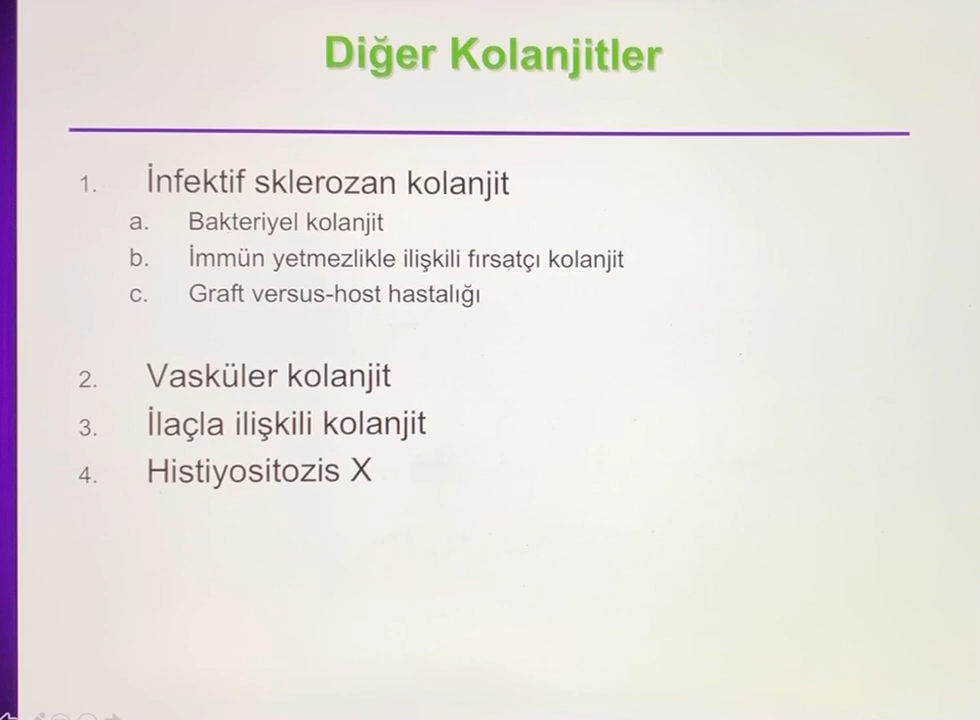 Diğer Kolanjitler
1. İnfektif sklerozan kolanjit
a. Bakteriyel kolanjit
b. İmmün yetmezlikle ilişkili fırsatçı kolanjit
c. Graft versus-host hastalığı
2. Vasküler kolanjit
3. İlaçla ilişkili kolanjit
4. Histiyositozis X